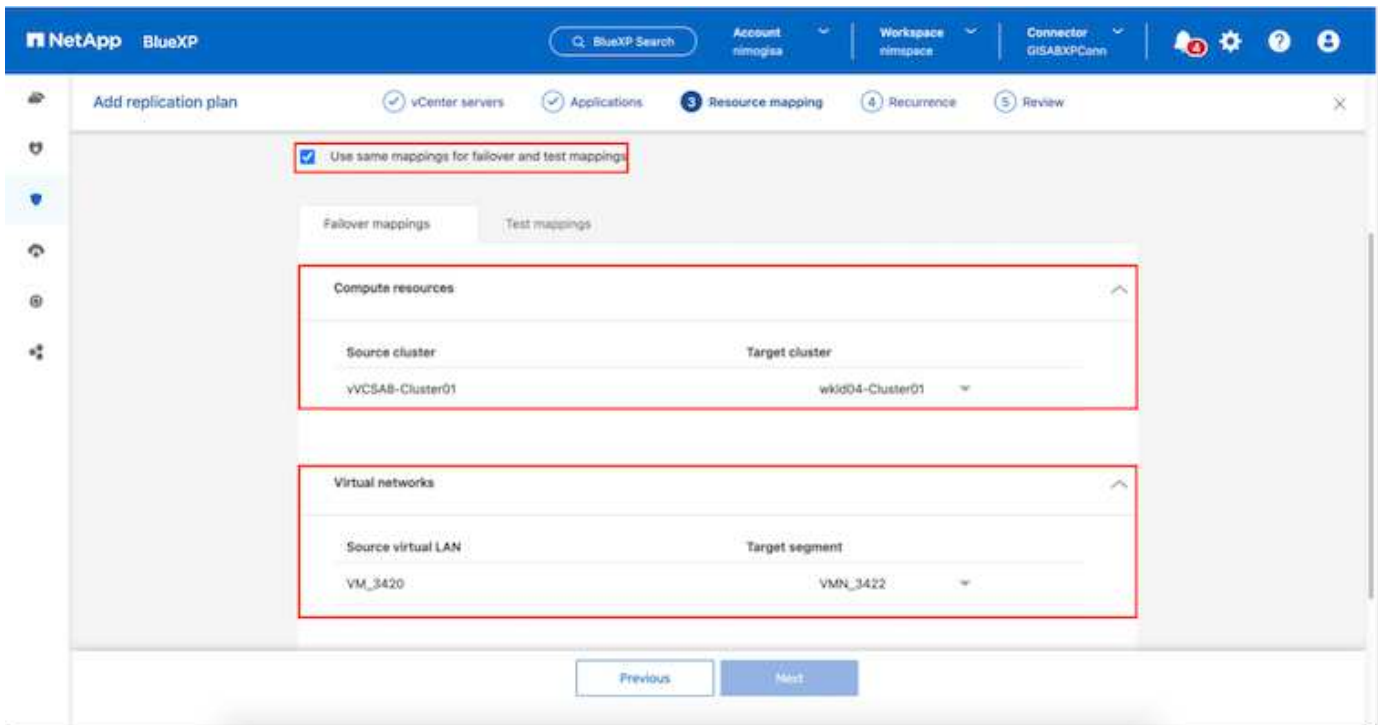 NetApp BlueXP
BlueXP Search
Account
nimogisa
Workspace
nimspace
Connector
GISABXPConn
4
Add replication plan
vCenter servers
Applications
3 Resource mapping
4 Recurrence
5 Review
Use same mappings for failover and test mappings
Failover mappings Test mappings
Compute resources
Source cluster Target cluster
vVCSAB-Cluster01 wkld04-Cluster01
Virtual networks
Source virtual LAN Target segment
VM_3420 VMN_3422
Previous Next